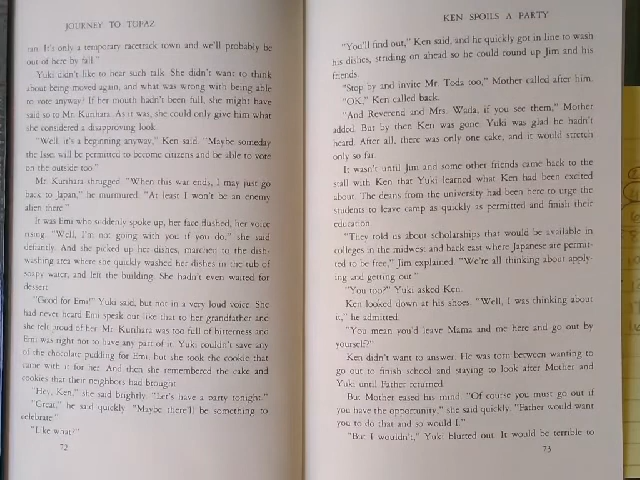 JOURNEY TO TOPAZ
ran. It's only a temporary racetrack town and we'll probably be
out of here by fall."
Yuki didn't like to hear such talk. She didn't want to think
about being moved again, and what was wrong with being able
to vote anyway? If her mouth hadn't been full, she might have
said so to Mr. Kurihara. As it was, she could only give him what
she considered a disapproving look.
"Well, it's a beginning anyway," Ken said. "Maybe someday
the Issei will be permitted to become citizens and be able to vote
on the outside too."
Mr. Kurihara shrugged. "When this war ends, I may just go
back to Japan," he murmured. "At least I won't be an enemy
alien there."
It was Emi who suddenly spoke up, her face flushed, her voice
rising. "Well, I'm not going with you if you do," she said
defiantly. And she picked up her dishes, marched to the dish-
washing area where she quickly washed her dishes in the tub of
soapy water, and left the building. She hadn't even waited for
dessert.
"Good for Emi!" Yuki said, but not in a very loud voice. She
had never heard Emi speak out like that to her grandfather and
she felt proud of her. Mr. Kurihara was too full of bitterness and
Emi was right not to have any part of it. Yuki couldn't save any
of the chocolate pudding for Emi, but she took the cookie that
came with it for her. And then she remembered the cake and
cookies that their neighbors had brought.
"Hey, Ken," she said brightly. "Let's have a party tonight."
"Great," he said quickly. "Maybe there'll be something to
celebrate."
"Like what?"
72
KEN SPOILS A PARTY
"You'll find out," Ken said, and he quickly got in line to wash
his dishes, striding on ahead so he could round up Jim and his
friends.
"Stop by and invite Mr. Toda too," Mother called after him.
"OK," Ken called back.
"And Reverend and Mrs. Wada, if you see them," Mother
added. But by then Ken was gone. Yuki was glad he hadn't
heard. After all, there was only one cake, and it would stretch
only so far.
It wasn't until Jim and some other friends came back to the
stall with Ken that Yuki learned what Ken had been excited
about. The deans from the university had been here to urge the
students to leave camp as quickly as permitted and finish their
education.
"They told us about scholarships that would be available in
colleges in the midwest and back east where Japanese are permit-
ted to be free," Jim explained. "We're all thinking about apply-
ing and getting out."
"You too?" Yuki asked Ken.
Ken looked down at his shoes. "Well, I was thinking about
it," he admitted.
"You mean you'd leave Mama and me here and go out by
yourself?"
Ken didn't want to answer. He was torn between wanting to
go out to finish school and staying to look after Mother and
Yuki until Father returned.
But Mother eased his mind. "Of course you must go out if
you have the opportunity," she said quickly. "Father would want
you to do that and so would I."
"But I wouldn't," Yuki blurted out. It would be terrible to
73